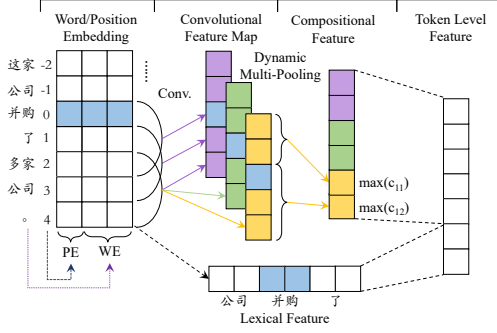 Word/Position Embedding
Convolutional Feature Map
Compositional Feature
Token Level Feature
Dynamic Multi-Pooling
Conv.
这家 -2
公司 -1
并购 0
了 1
多家 2
公司 3
。 4
max(c11)
max(c12)
PE WE
公司 并购 了
Lexical Feature